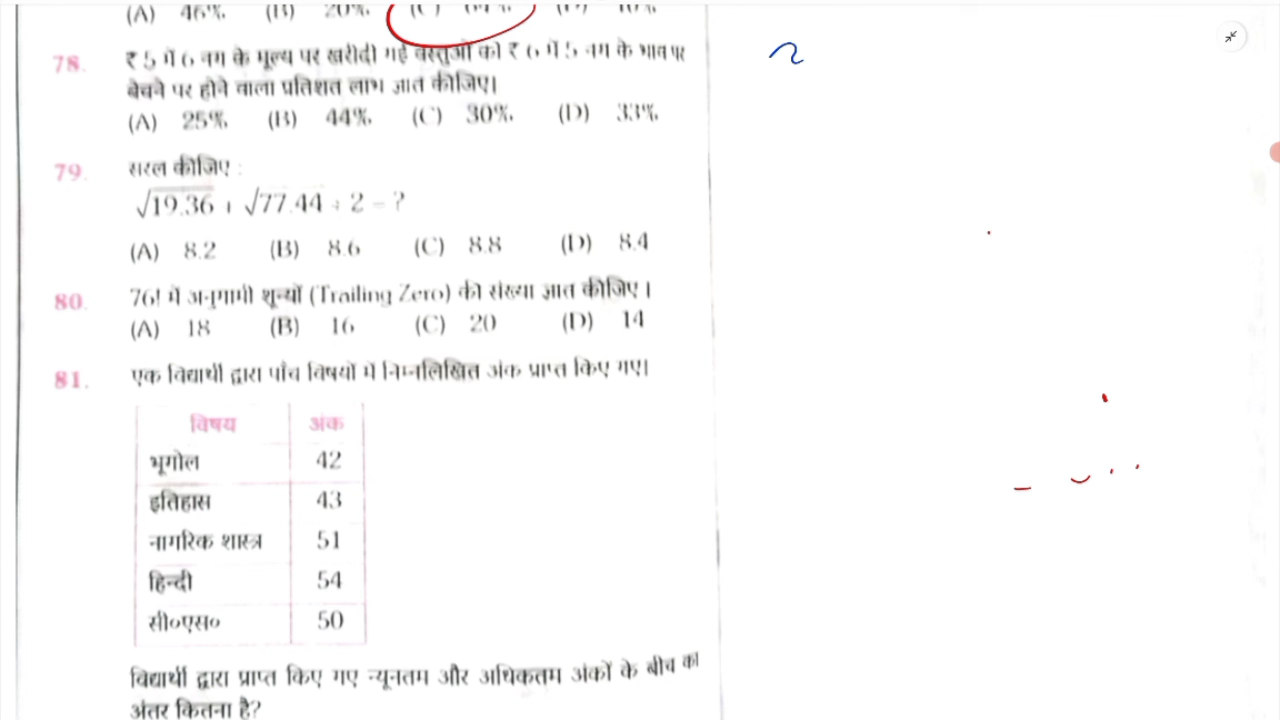 (A) 46% (B) 20%
78. ₹ 5 में 6 नग के मूल्य पर खरीदी गई वस्तुओं को ₹ 6 में 5 नग के भाव पर
बेचने पर होने वाला प्रतिशत लाभ ज्ञात कीजिए।
(A) 25% (B) 44% (C) 30% (D) 33%
79. सरल कीजिए :
√19.36 + √77.44 ÷ 2 = ?
(A) 8.2 (B) 8.6 (C) 8.8 (D) 8.4
80. 76! में अनुगामी शून्यों (Trailing Zero) की संख्या ज्ञात कीजिए।
(A) 18 (B) 16 (C) 20 (D) 14
81. एक विद्यार्थी द्वारा पाँच विषयों में निम्नलिखित अंक प्राप्त किए गए।
विषय अंक
भूगोल 42
इतिहास 43
नागरिक शास्त्र 51
हिन्दी 54
सी०एस० 50
विद्यार्थी द्वारा प्राप्त किए गए न्यूनतम और अधिकतम अंकों के बीच का
अंतर कितना है?